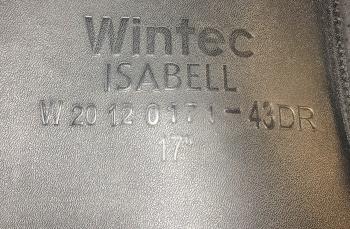 Wintec
ISABELL
W 20 12 0171-43DR
17"